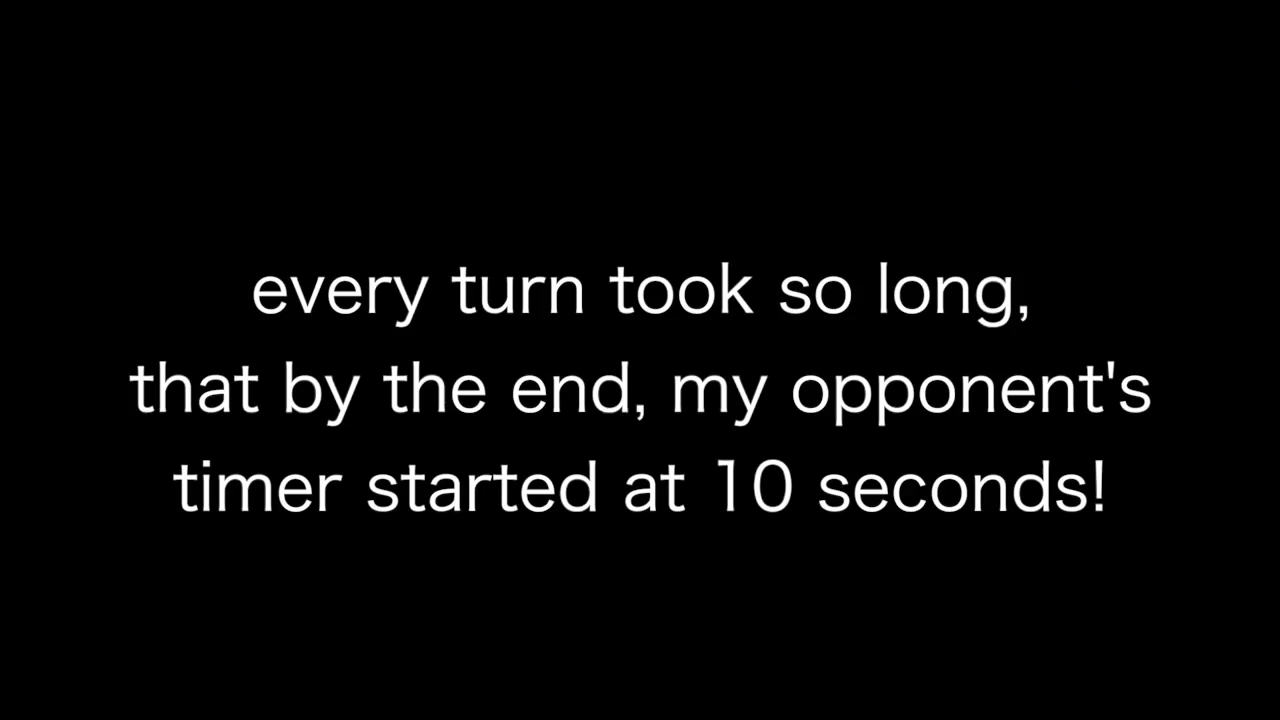 every turn took so long,
that by the end, my opponent's
timer started at 10 seconds!